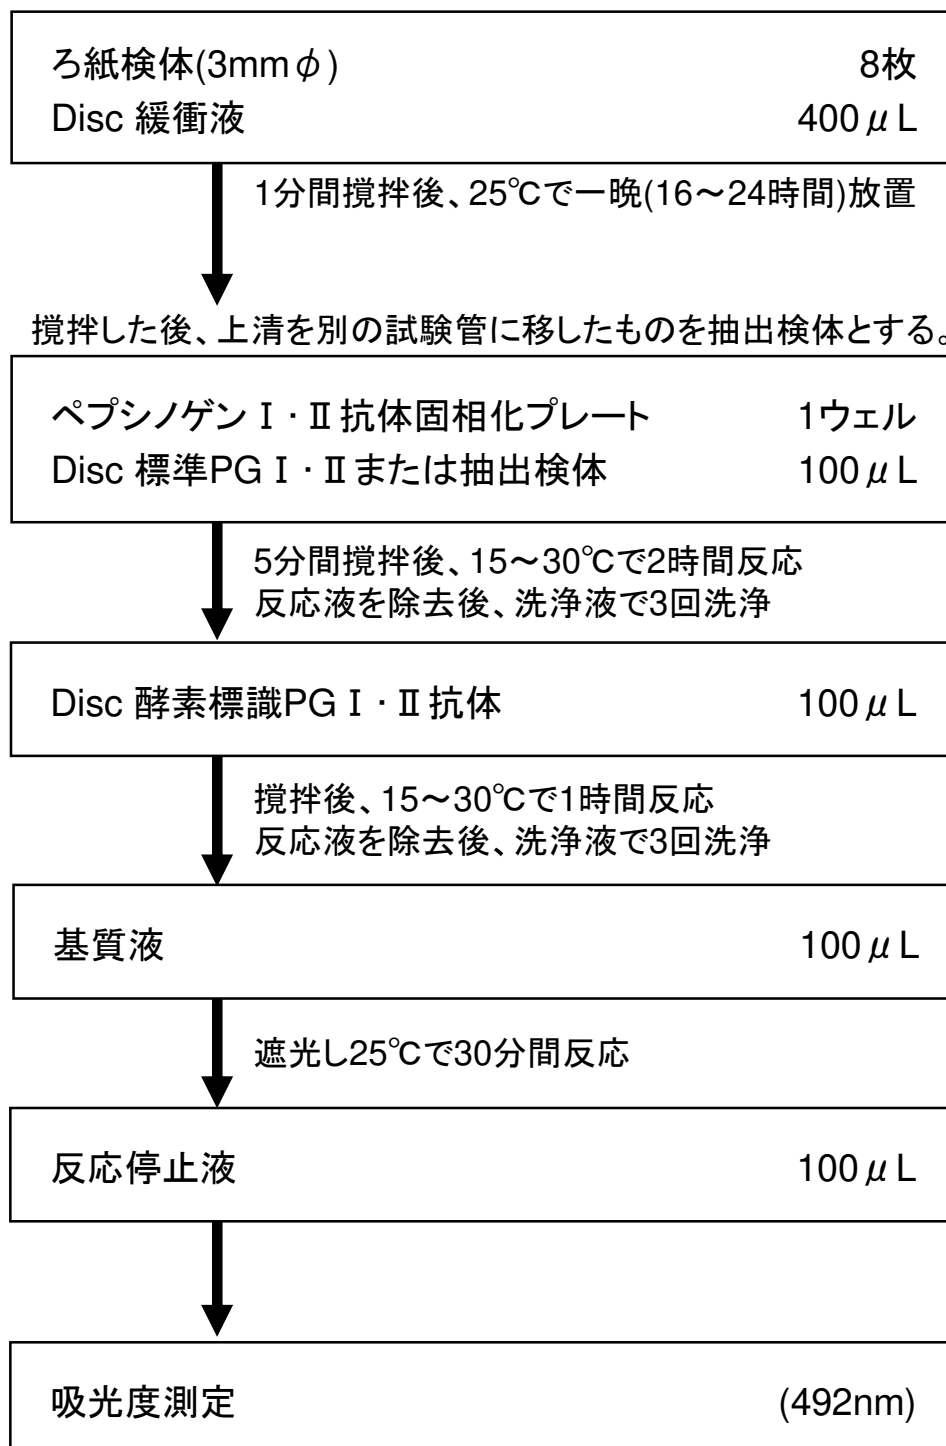 ろ紙検体(3mmφ) 8枚
Disc 緩衝液 400μL
1分間撹拌後、25℃で一晩(16～24時間)放置
撹拌した後、上清を別の試験管に移したものを抽出検体とする。
ペプシノゲンⅠ・Ⅱ抗体固相化プレート 1ウェル
Disc 標準PGⅠ・Ⅱまたは抽出検体 100μL
5分間撹拌後、15～30℃で2時間反応
反応液を除去後、洗浄液で3回洗浄
Disc 酵素標識PGⅠ・Ⅱ抗体 100μL
撹拌後、15～30℃で1時間反応
反応液を除去後、洗浄液で3回洗浄
基質液 100μL
遮光し25℃で30分間反応
反応停止液 100μL
吸光度測定 (492nm)